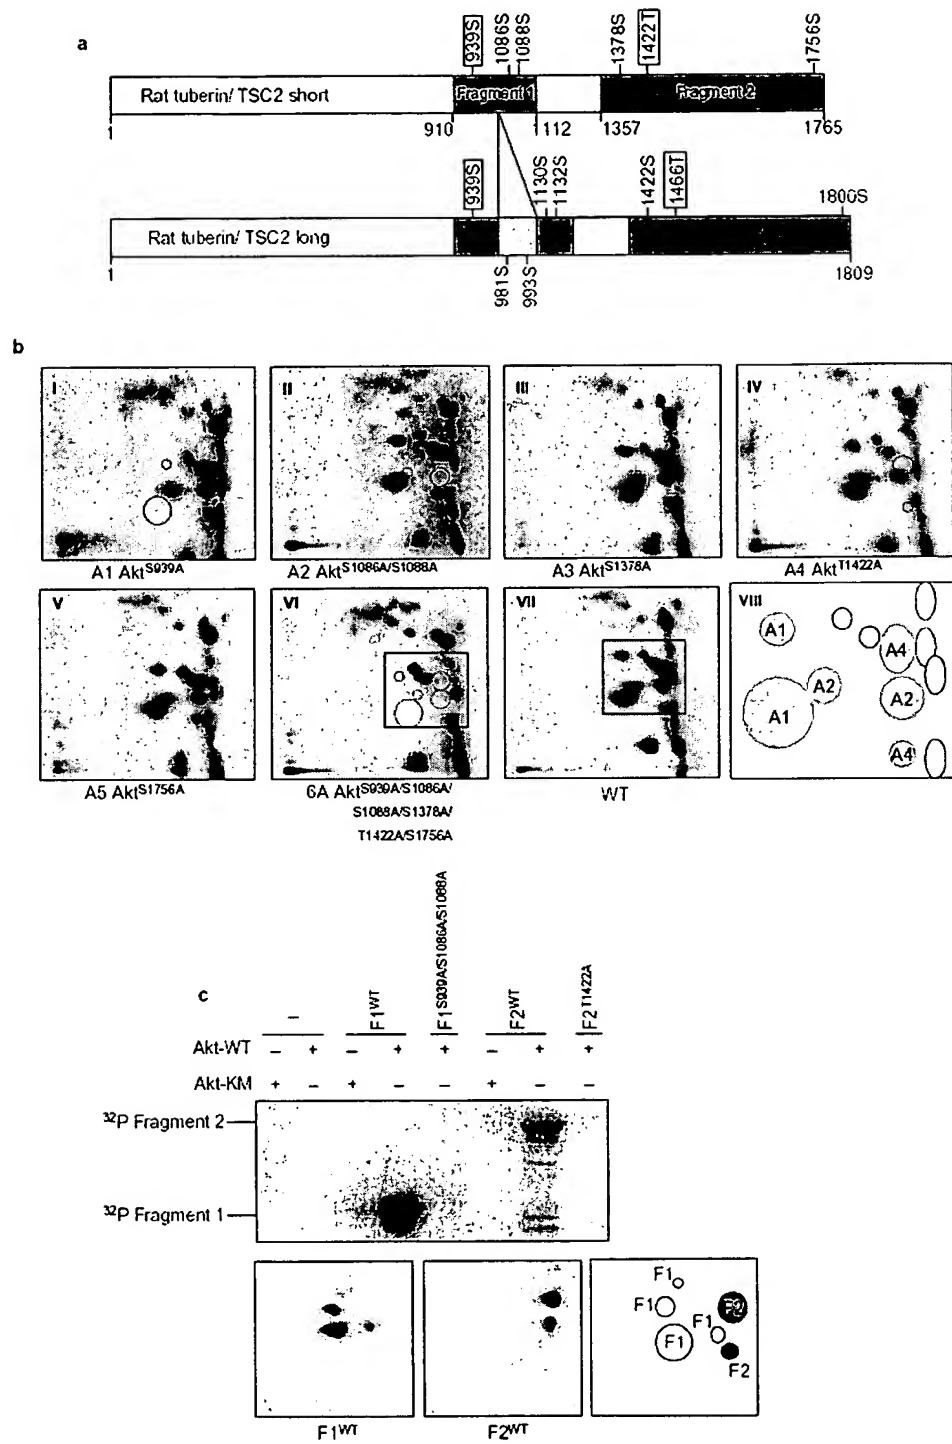 a
939S 1086S 1088S 1378S 1422T 1756S
Rat tuberin/ TSC2 short Fragment 1 Fragment 2
1 910 1112 1357 1765
939S 1130S 1132S 1422S 1466T 1800S
Rat tuberin/ TSC2 long
1 981S 993S 1809
b
I II III IV
A1 Akt^S939A A2 Akt^S1086A/S1088A A3 Akt^S1378A A4 Akt^T1422A
V VI VII VIII
A1 A4 A2 A1 A2 A4
A5 Akt^S1756A 6A Akt^S939A/S1086A/ WT
S1088A/S1378A/
T1422A/S1756A
c
– F1^WT F1^S939A/S1086A/S1088A F2^WT F2^T1422A
Akt-WT – + – + + – + +
Akt-KM + – + – – + – –
32P Fragment 2
32P Fragment 1
F1 F1 F2 F1 F1 F2
F1^WT F2^WT